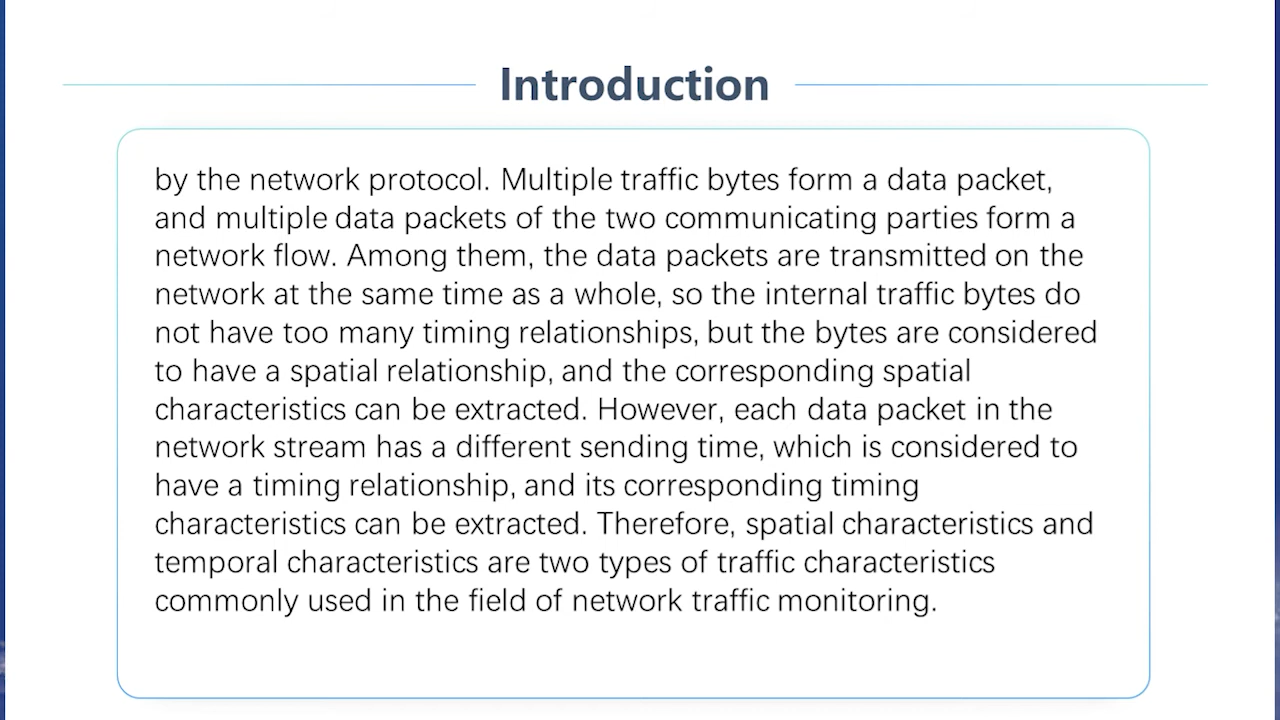 Introduction
by the network protocol. Multiple traffic bytes form a data packet,
and multiple data packets of the two communicating parties form a
network flow. Among them, the data packets are transmitted on the
network at the same time as a whole, so the internal traffic bytes do
not have too many timing relationships, but the bytes are considered
to have a spatial relationship, and the corresponding spatial
characteristics can be extracted. However, each data packet in the
network stream has a different sending time, which is considered to
have a timing relationship, and its corresponding timing
characteristics can be extracted. Therefore, spatial characteristics and
temporal characteristics are two types of traffic characteristics
commonly used in the field of network traffic monitoring.